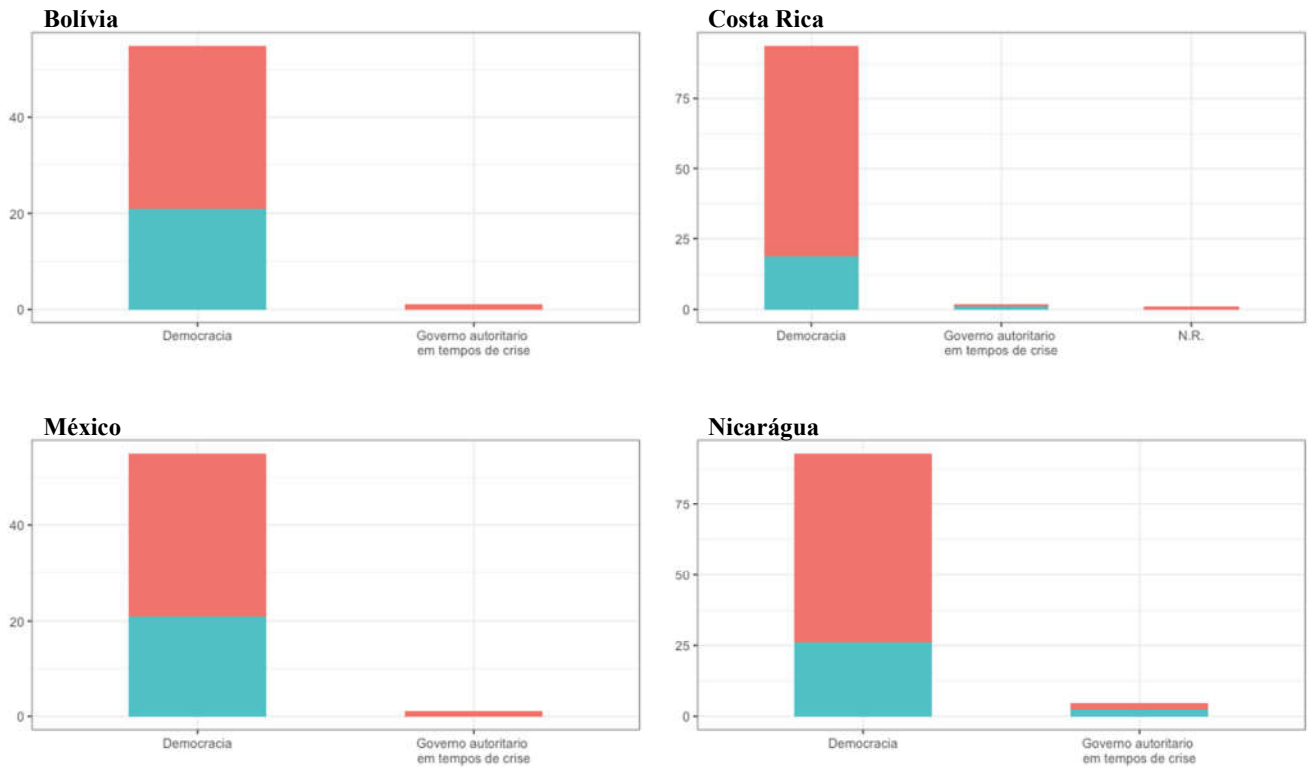 Bolívia
40
20
0
Democracia
Governo autoritario
em tempos de crise
Costa Rica
75
50
25
0
Democracia
Governo autoritario
em tempos de crise
N.R.
México
40
20
0
Democracia
Governo autoritario
em tempos de crise
Nicarágua
75
50
25
0
Democracia
Governo autoritario
em tempos de crise